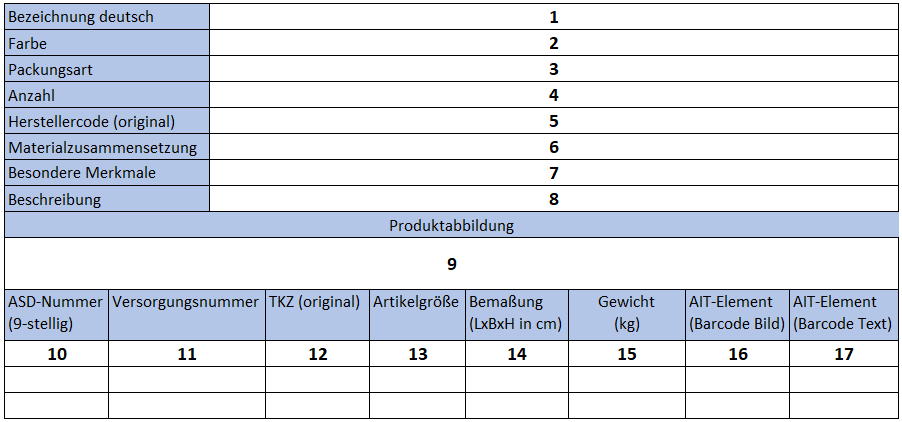 Bezeichnung deutsch 1
Farbe 2
Packungsart 3
Anzahl 4
Herstellercode (original) 5
Materialzusammensetzung 6
Besondere Merkmale 7
Beschreibung 8
Produktabbildung
9
ASD-Nummer Versorgungsnummer TKZ (original) Artikelgröße Bemaßung Gewicht AIT-Element AIT-Element
(9-stellig) (LxBxH in cm) (kg) (Barcode Bild) (Barcode Text)
10 11 12 13 14 15 16 17